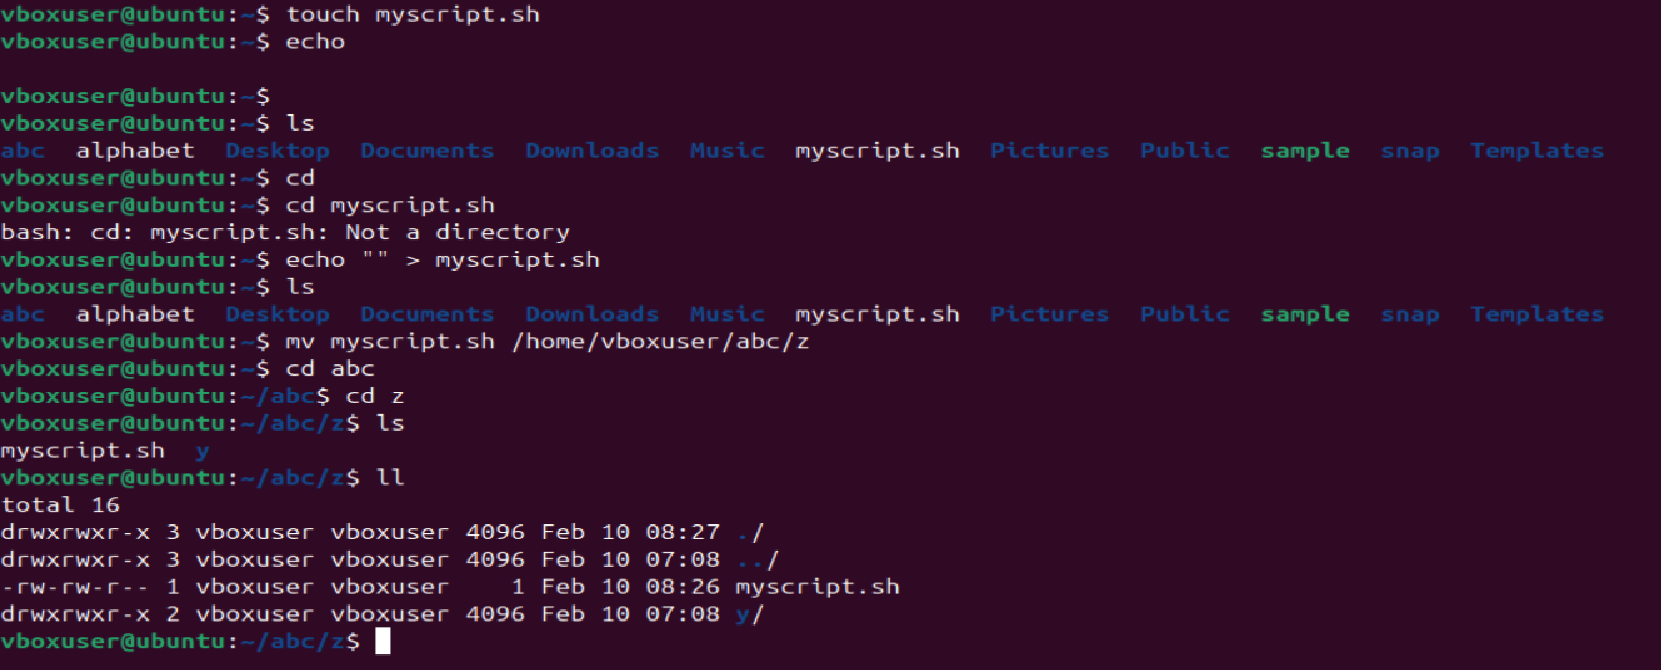 vboxuser@ubuntu:~$ touch myscript.sh
vboxuser@ubuntu:~$ echo

vboxuser@ubuntu:~$
vboxuser@ubuntu:~$ ls
abc  alphabet  Desktop  Documents  Downloads  Music  myscript.sh  Pictures  Public  sample  snap  Templates
vboxuser@ubuntu:~$ cd
vboxuser@ubuntu:~$ cd myscript.sh
bash: cd: myscript.sh: Not a directory
vboxuser@ubuntu:~$ echo "" > myscript.sh
vboxuser@ubuntu:~$ ls
abc  alphabet  Desktop  Documents  Downloads  Music  myscript.sh  Pictures  Public  sample  snap  Templates
vboxuser@ubuntu:~$ mv myscript.sh /home/vboxuser/abc/z
vboxuser@ubuntu:~$ cd abc
vboxuser@ubuntu:~/abc$ cd z
vboxuser@ubuntu:~/abc/z$ ls
myscript.sh  y
vboxuser@ubuntu:~/abc/z$ ll
total 16
drwxrwxr-x 3 vboxuser vboxuser 4096 Feb 10 08:27 ./
drwxrwxr-x 3 vboxuser vboxuser 4096 Feb 10 07:08 ../
-rw-rw-r-- 1 vboxuser vboxuser    1 Feb 10 08:26 myscript.sh
drwxrwxr-x 2 vboxuser vboxuser 4096 Feb 10 07:08 y/
vboxuser@ubuntu:~/abc/z$